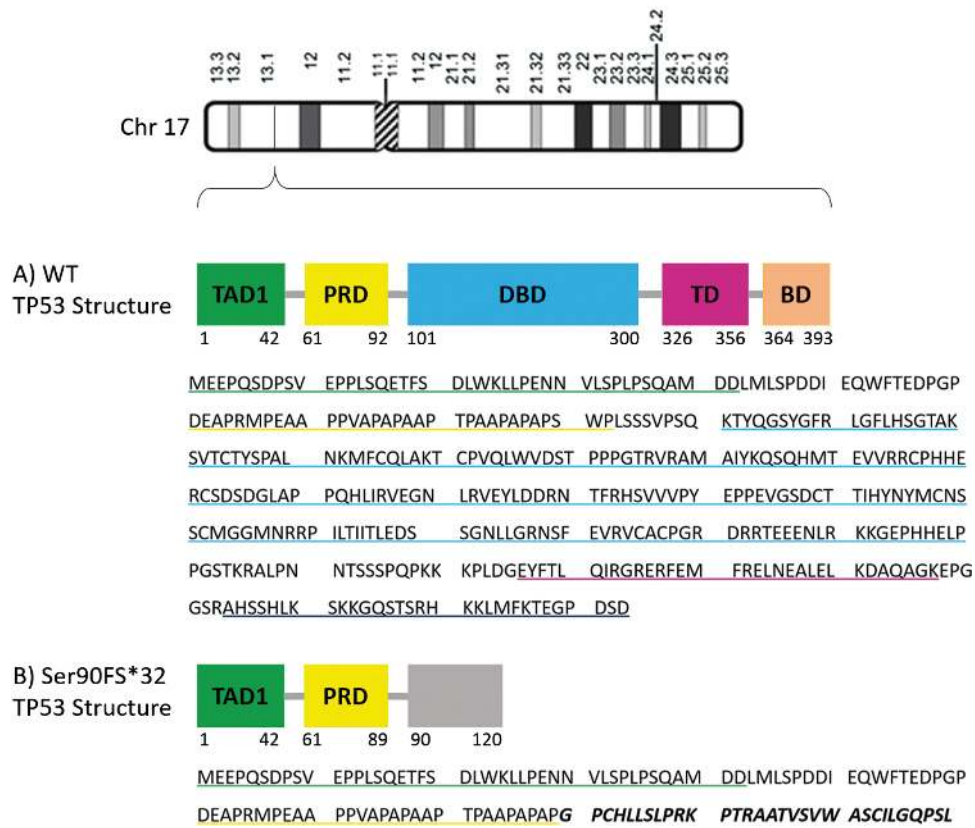 13.3 13.2 13.1 12 11.2 11.1 11.1 11.2 12 21.1 21.2 21.31 21.32 21.33 22 23.1 23.2 23.3 24.1 24.2 24.3 25.1 25.2 25.3
Chr 17
A) WT
TP53 Structure
TAD1 PRD DBD TD BD
1 42 61 92 101 300 326 356 364 393
MEEPQSDPSV EPPLSQETFS DLWKLLPENN VLSPLPSQAM DDLMLSPDDI EQWFTEDPGP
DEAPRMPEAA PPVAPAPAAP TPAAPAPAPS WPLSSSVPSQ KTYQGSYGFR LGFLHSGTAK
SVTCTYSPAL NKMFCQLAKT CPVQLWVDST PPPGTRVRAM AIYKQSQHMT EVVRRCPHHE
RCSDSDGLAP PQHLIRVEGN LRVEYLDDRN TFRHSVVVPY EPPEVGSDCT TIHYNYMCNS
SCMGGMNRRP ILTIITLEDS SGNLLGRNSF EVRVCACPGR DRRTEEENLR KKGEPHHELP
PGSTKRALPN NTSSSPQPKK KPLDGEYFTL QIRGRERFEM FRELNEALEL KDAQAGKEPG
GSRAHSSHLK SKKGQSTSRH KKLMFKTEGP DSD
B) Ser90FS*32
TP53 Structure
TAD1 PRD
1 42 61 89 90 120
MEEPQSDPSV EPPLSQETFS DLWKLLPENN VLSPLPSQAM DDLMLSPDDI EQWFTEDPGP
DEAPRMPEAA PPVAPAPAAP TPAAPAPAPG PCHLLSLPRK PTRAATVSVW ASCILGQPSL